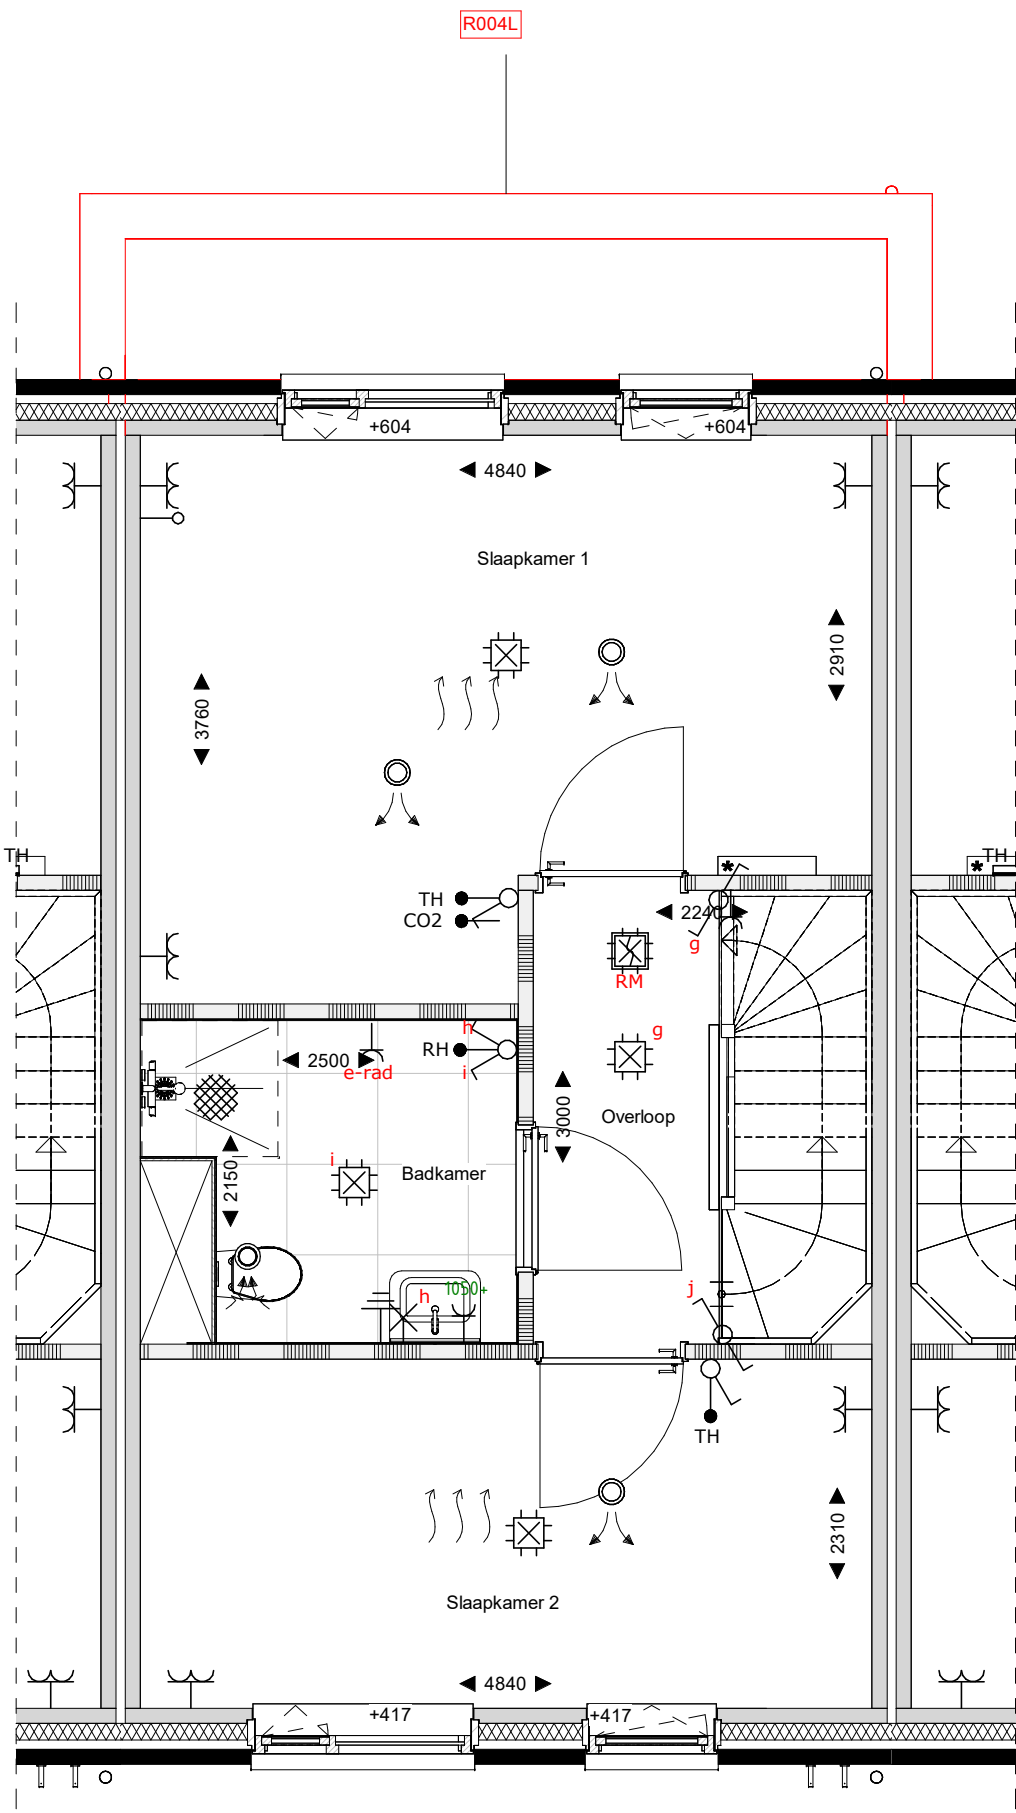 R004L
+604
+604
4840
Slaapkamer 1
2910
3760
TH
TH
TH
CO2
2240
g
RM
h
RH
i
g
2500
e-rad
3000
Overloop
i
Badkamer
2150
h
1050+
j
TH
2310
Slaapkamer 2
4840
+417
+417